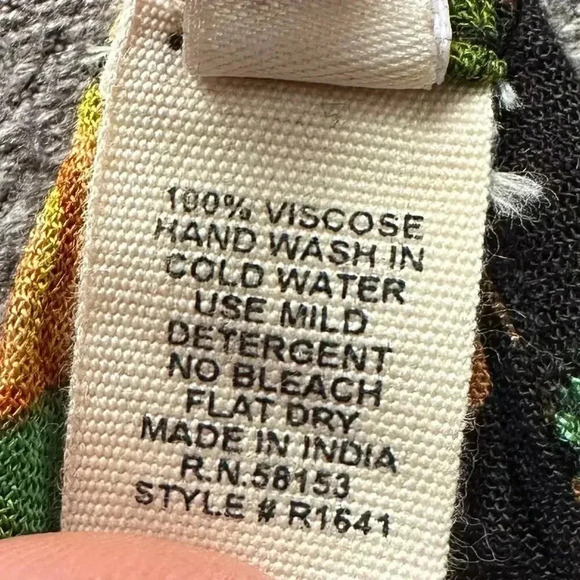 100% VISCOSE
HAND WASH IN
COLD WATER
USE MILD
DETERGENT
NO BLEACH
FLAT DRY
MADE IN INDIA
R.N.58153
STYLE # R1641